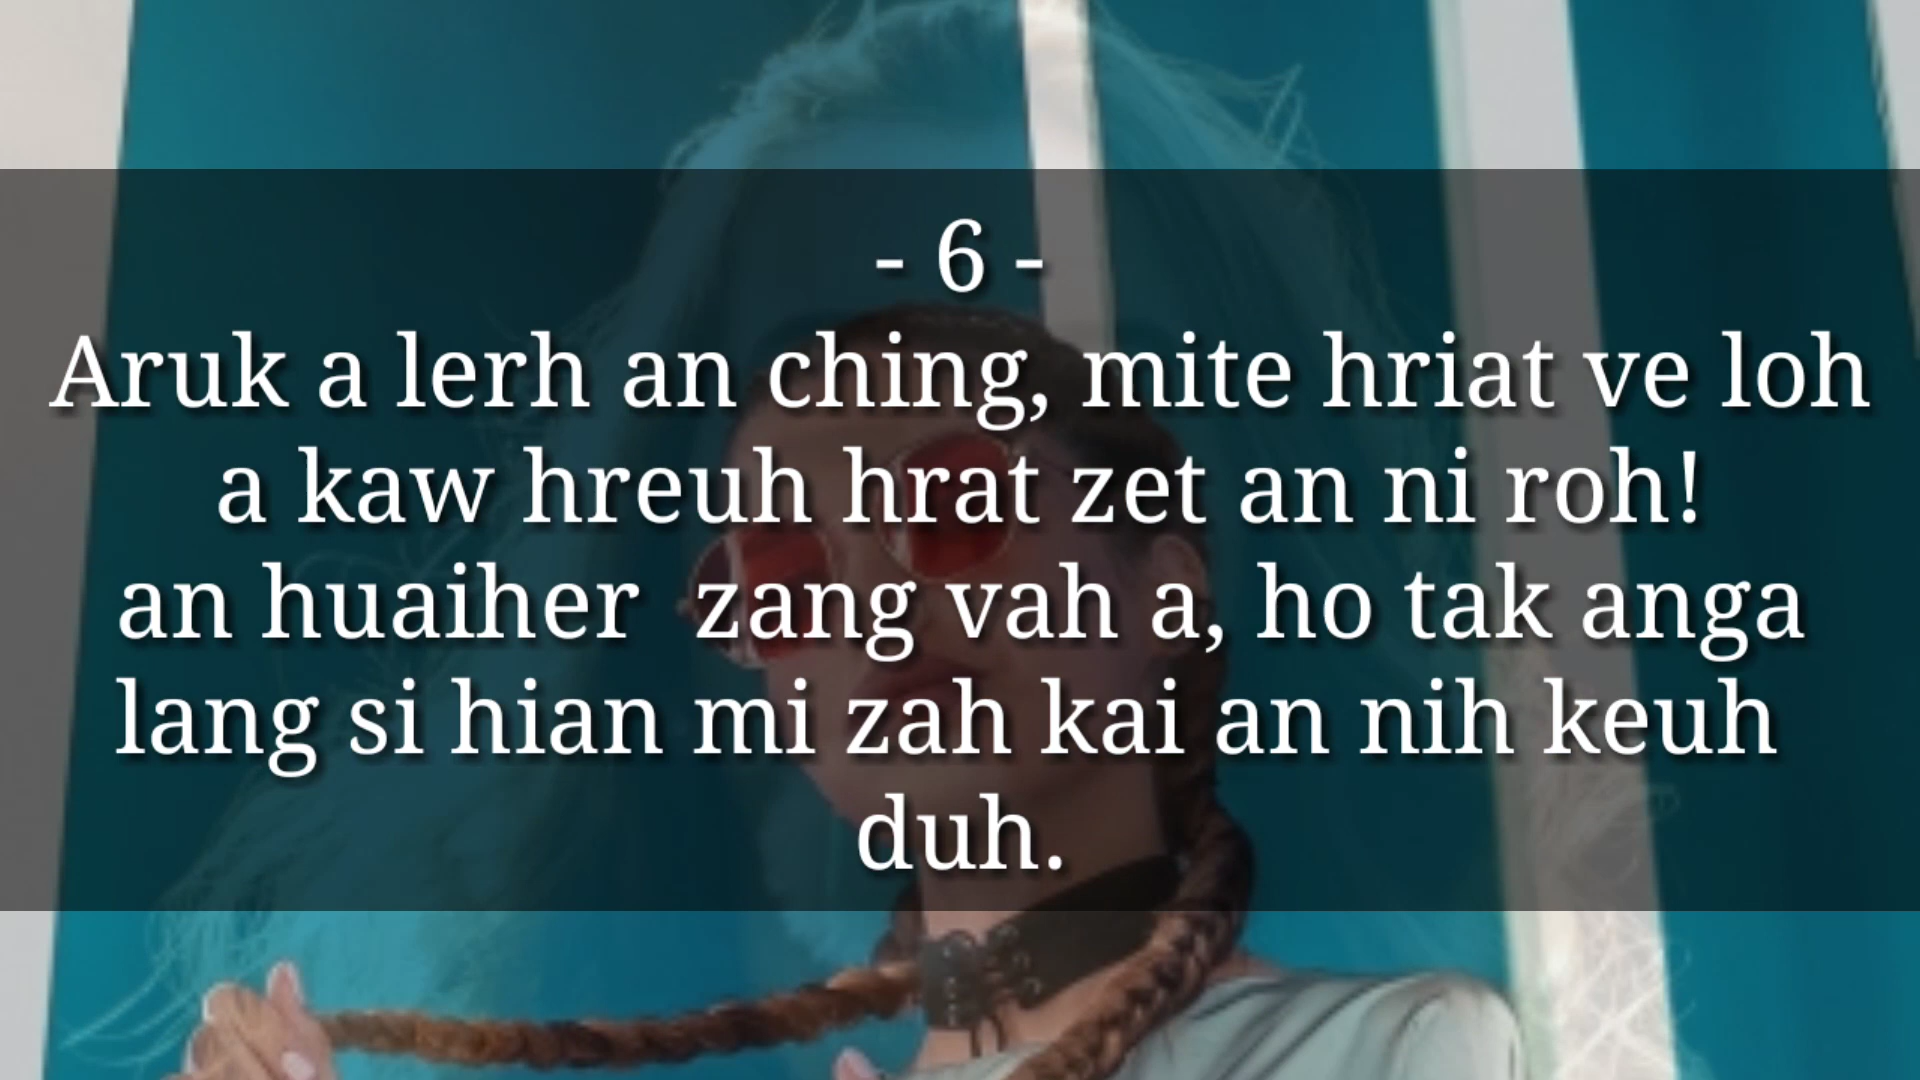 - 6 -
Aruk a lerh an ching, mite hriat ve loh
a kaw hreuh hrat zet an ni roh!
an huaiher  zang vah a, ho tak anga
lang si hian mi zah kai an nih keuh
duh.